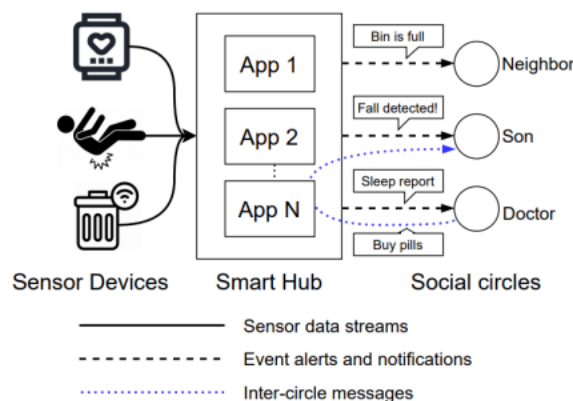 Bin is full
App 1
Neighbor
Fall detected!
App 2
Son
Sleep report
App N
Doctor
Buy pills
Sensor Devices
Smart Hub
Social circles
Sensor data streams
Event alerts and notifications
Inter-circle messages